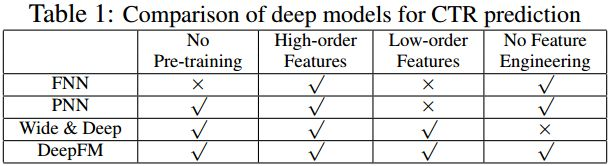 Table 1: Comparison of deep models for CTR prediction
No Pre-training High-order Features Low-order Features No Feature Engineering
FNN × √ × √
PNN √ √ × √
Wide & Deep √ √ √ ×
DeepFM √ √ √ √